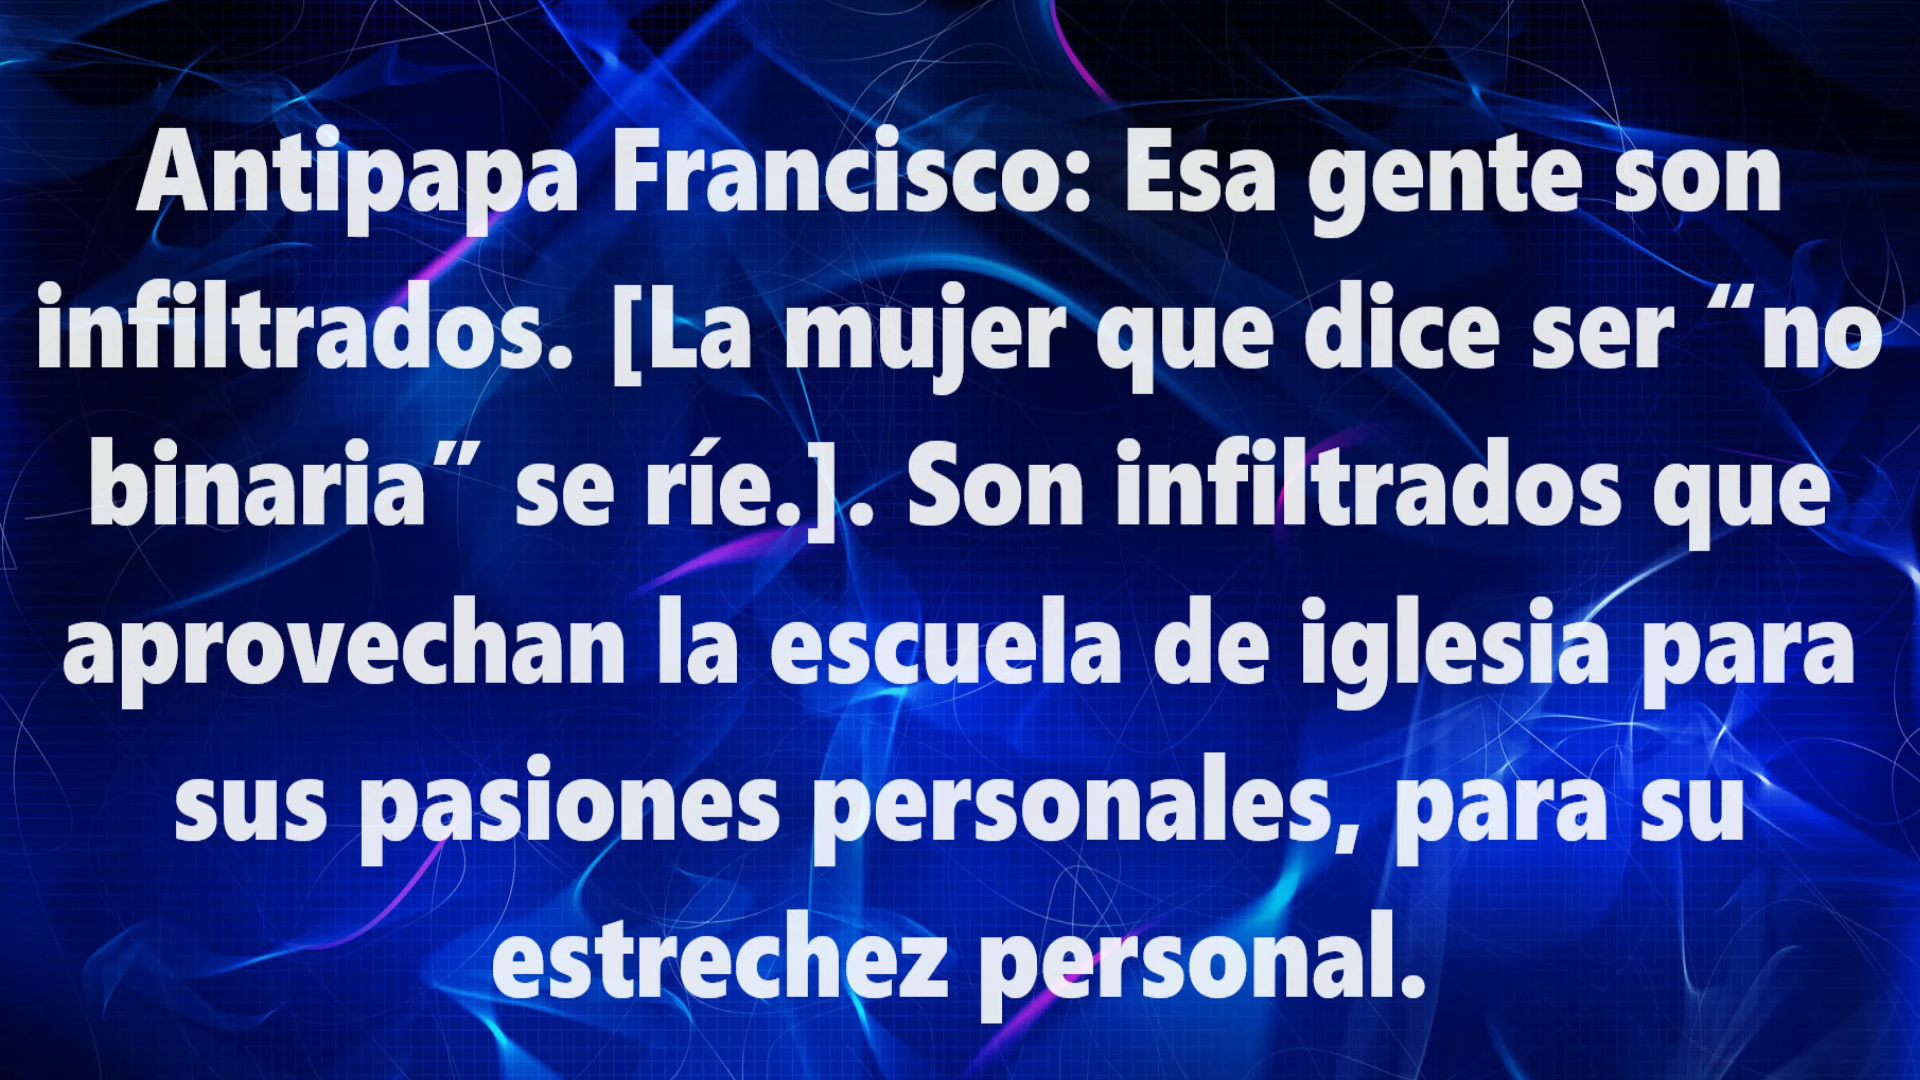 Antipapa Francisco: Esa gente son
infiltrados. [La mujer que dice ser “no
binaria” se ríe.]. Son infiltrados que
aprovechan la escuela de iglesia para
sus pasiones personales, para su
estrechez personal.